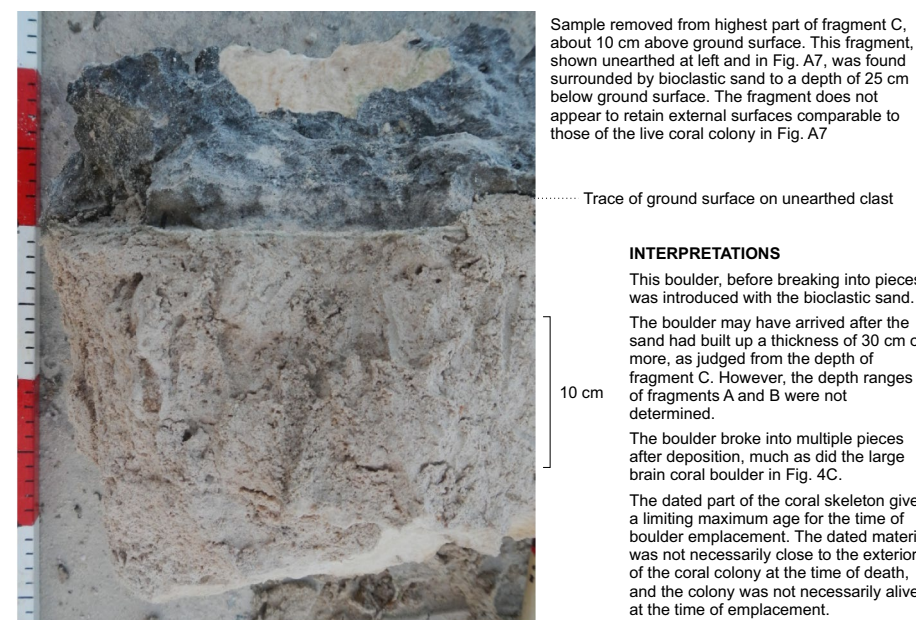 Sample removed from highest part of fragment C,
about 10 cm above ground surface. This fragment,
shown unearthed at left and in Fig. A7, was found
surrounded by bioclastic sand to a depth of 25 cm
below ground surface. The fragment does not
appear to retain external surfaces comparable to
those of the live coral colony in Fig. A7
Trace of ground surface on unearthed clast
INTERPRETATIONS
This boulder, before breaking into pieces
was introduced with the bioclastic sand.
The boulder may have arrived after the
sand had built up a thickness of 30 cm o
more, as judged from the depth of
fragment C. However, the depth ranges
of fragments A and B were not
determined.
10 cm
The boulder broke into multiple pieces
after deposition, much as did the large
brain coral boulder in Fig. 4C.
The dated part of the coral skeleton give
a limiting maximum age for the time of
boulder emplacement. The dated materi
was not necessarily close to the exterior
of the coral colony at the time of death,
and the colony was not necessarily alive
at the time of emplacement.